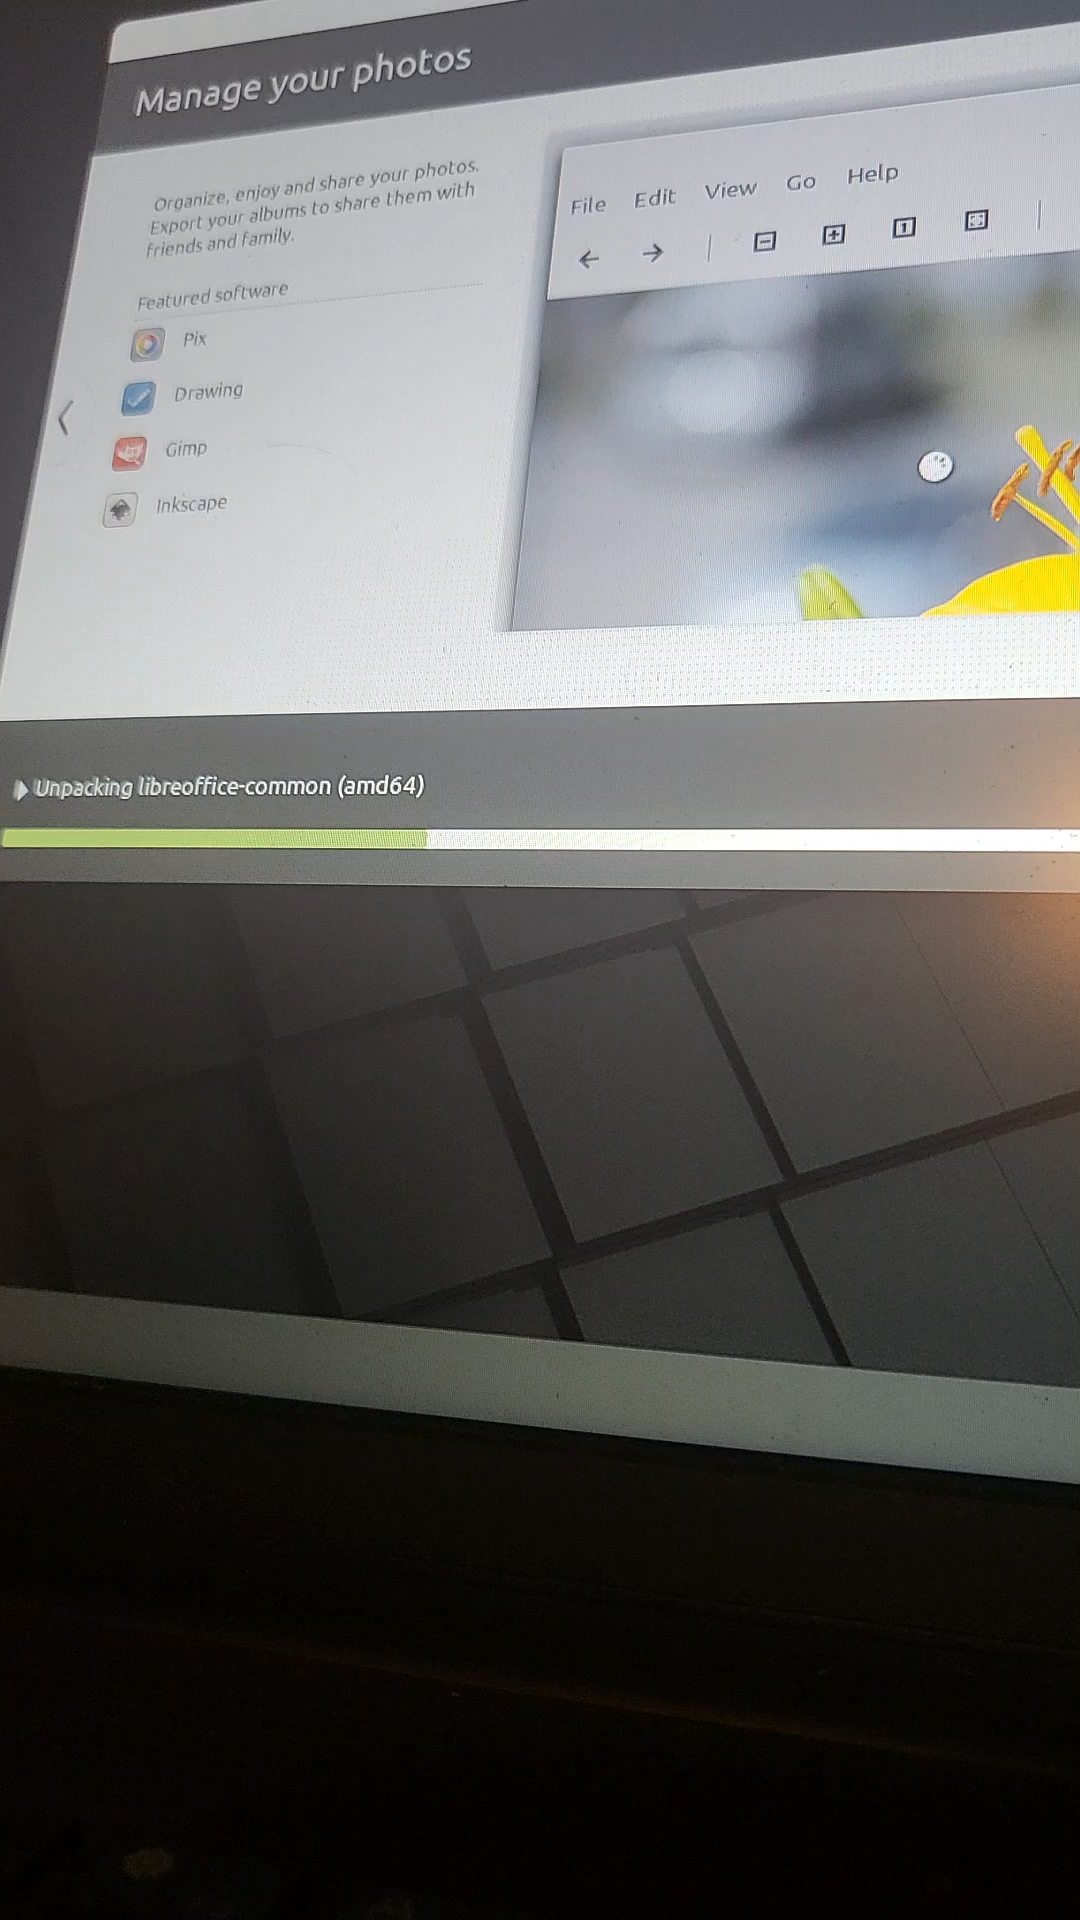 Manage your photos
Organize, enjoy and share your photos.
Export your albums to share them with
friends and family.
Featured software
Pix
Drawing
Gimp
Inkscape
File Edit View Go Help
1
Unpacking libreoffice-common (amd64)